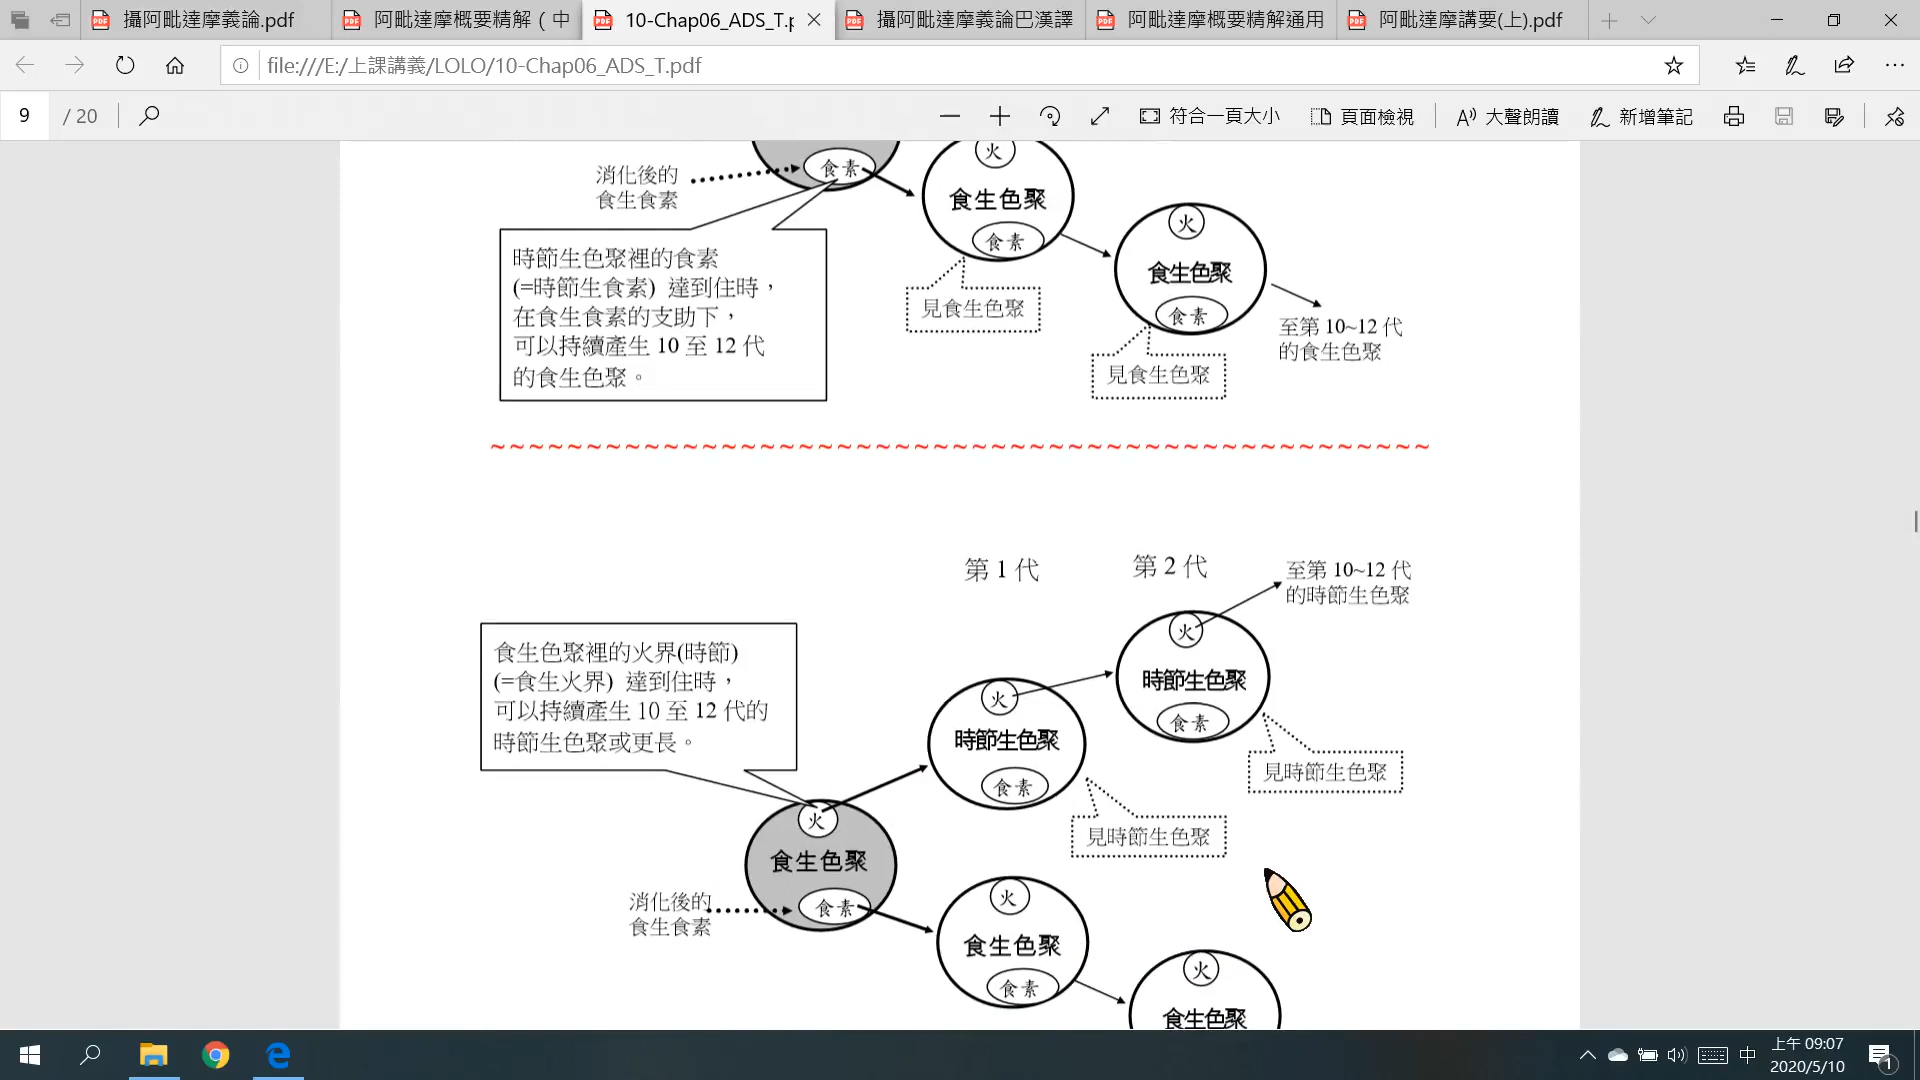 攝阿毗達摩義論.pdf
阿毗達摩概要精解 ( 中
10-Chap06_ADS_T.p
攝阿毗達摩義論巴漢譯
阿毗達摩概要精解通用
阿毗達摩講要(上).pdf
file:///E:/上課講義/LOLO/10-Chap06_ADS_T.pdf
9 / 20
符合一頁大小
頁面檢視
大聲朗讀
新增筆記
消化後的
食生食素
食素
火
食生色聚
食素
火
食生色聚
食素
時節生色聚裡的食素
(=時節生食素) 達到住時，
在食生食素的支助下，
可以持續產生 10 至 12 代
的食生色聚。
見食生色聚
見食生色聚
至第 10~12 代
的食生色聚
~~~~~~~~~~~~~~~~~~~~~~~~~~~~~~~~~~~~~~~~~~~~~~~~~
第 1 代
第 2 代
至第 10~12 代
的時節生色聚
食生色聚裡的火界(時節)
(=食生火界) 達到住時，
可以持續產生 10 至 12 代的
時節生色聚或更長。
火
時節生色聚
食素
火
時節生色聚
食素
見時節生色聚
見時節生色聚
火
食生色聚
食素
消化後的
食生食素
火
食生色聚
食素
火
食生色聚
中
上午 09:07
2020/5/10
1